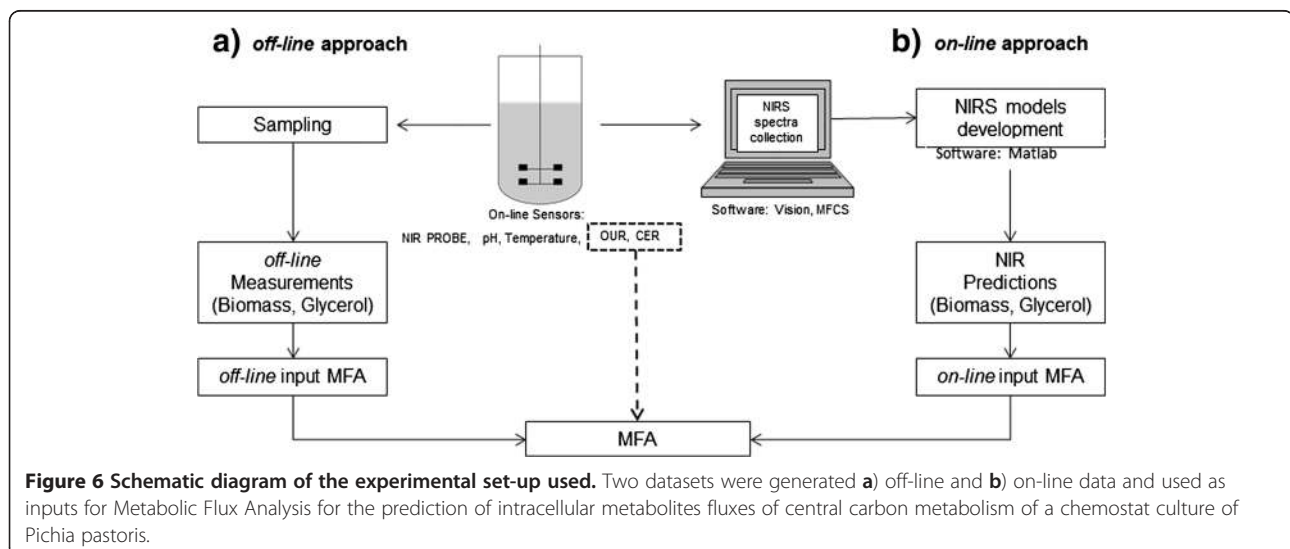 a) off-line approach
b) on-line approach
Sampling
NIRS
spectra
collection
NIRS models
development
Software: Matlab
Software: Vision, MFCS
On-line Sensors:
NIR PROBE, pH, Temperature, OUR, CER
off-line
Measurements
(Biomass, Glycerol)
NIR
Predictions
(Biomass, Glycerol)
off-line input MFA
on-line input MFA
MFA
Figure 6 Schematic diagram of the experimental set-up used. Two datasets were generated a) off-line and b) on-line data and used as
inputs for Metabolic Flux Analysis for the prediction of intracellular metabolites fluxes of central carbon metabolism of a chemostat culture of
Pichia pastoris.